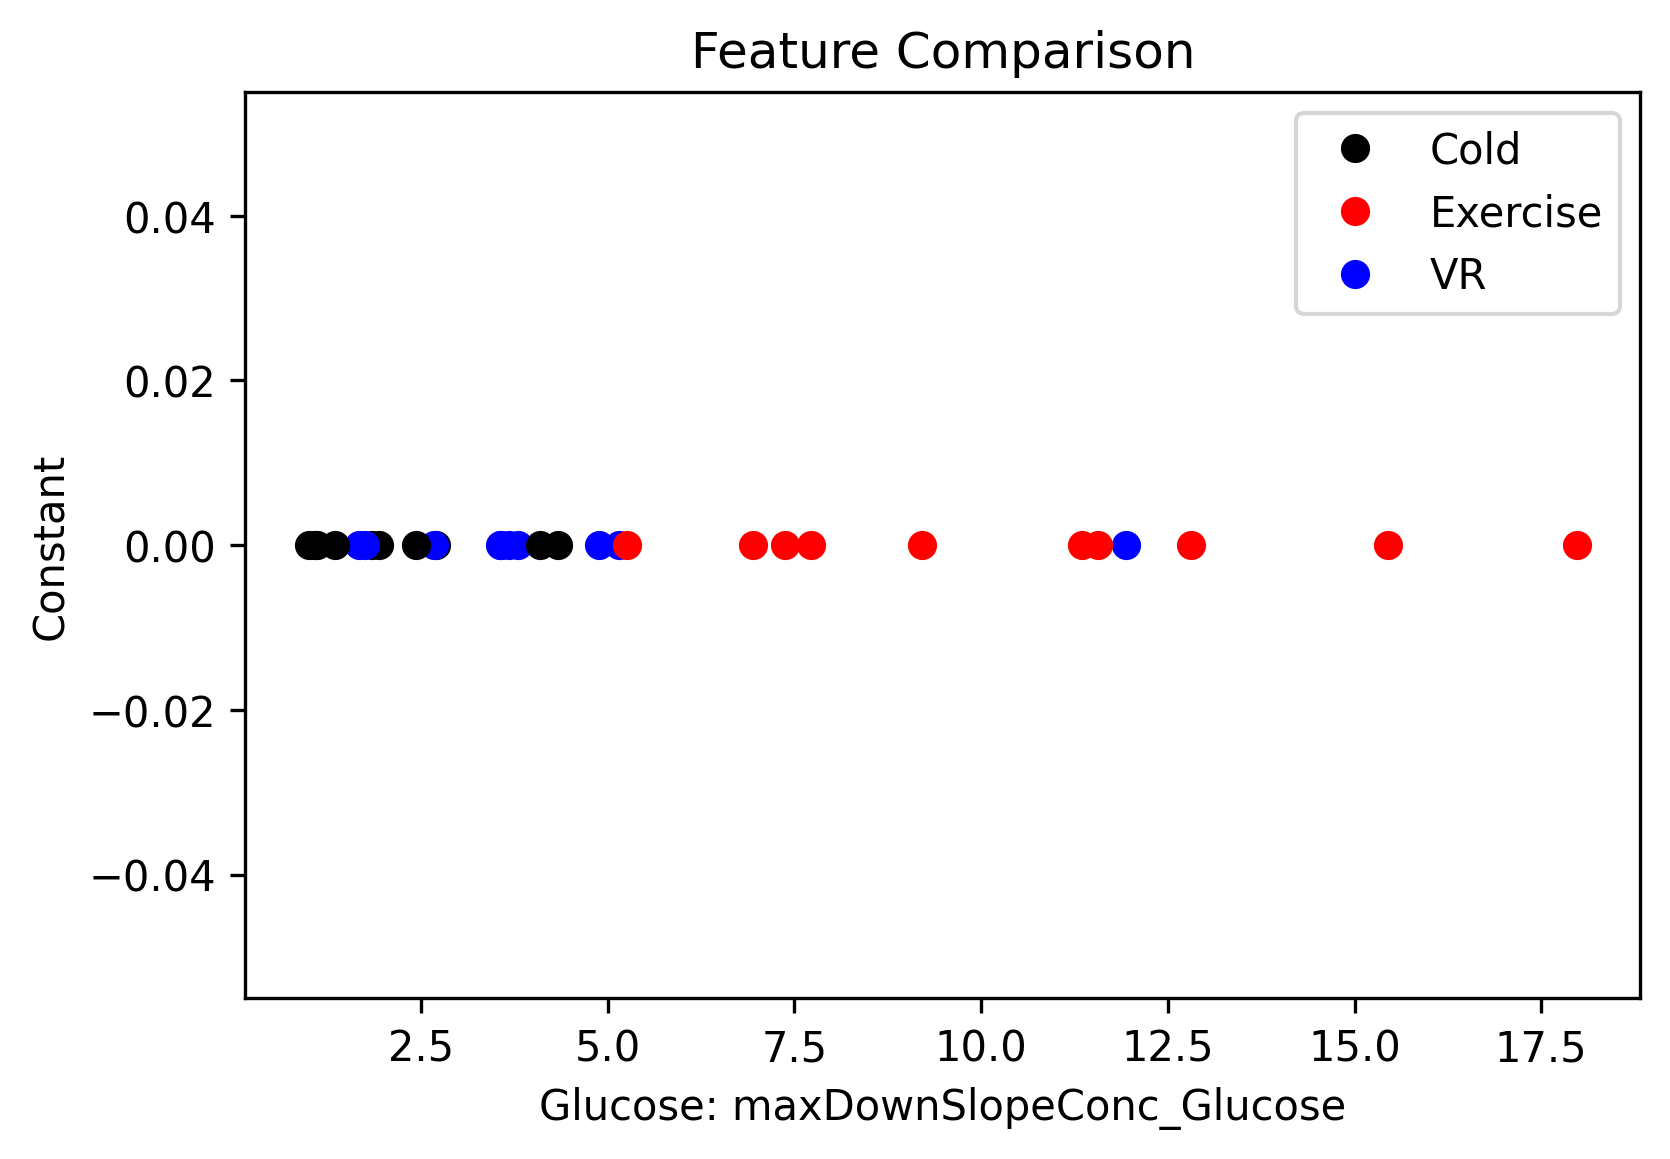 Feature Comparison
Cold
Exercise
VR
0.04
0.02
0.00
−0.02
−0.04
Constant
2.5 5.0 7.5 10.0 12.5 15.0 17.5
Glucose: maxDownSlopeConc_Glucose